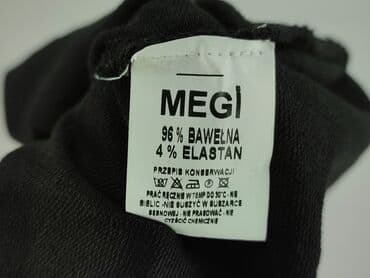 MEGI
96 % BAWEŁNA
4 % ELASTAN
PRZEPIS KONSERWACJI
PRAĆ RĘCZNIE W TEMP DO 30°C - NIE
BIELIĆ - NIE SUSZYĆ W SUSZARCE
BĘBNOWEJ - NIE PRASOWAĆ - NIE
CZYŚCIĆ CHEMICZNIE